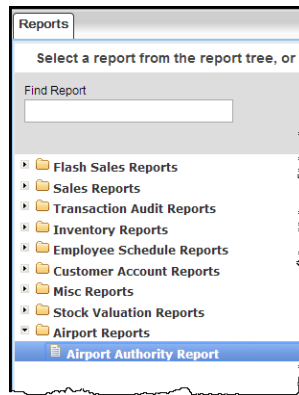 Reports
Select a report from the report tree, or
Find Report
Flash Sales Reports
Sales Reports
Transaction Audit Reports
Inventory Reports
Employee Schedule Reports
Customer Account Reports
Misc Reports
Stock Valuation Reports
Airport Reports
Airport Authority Report